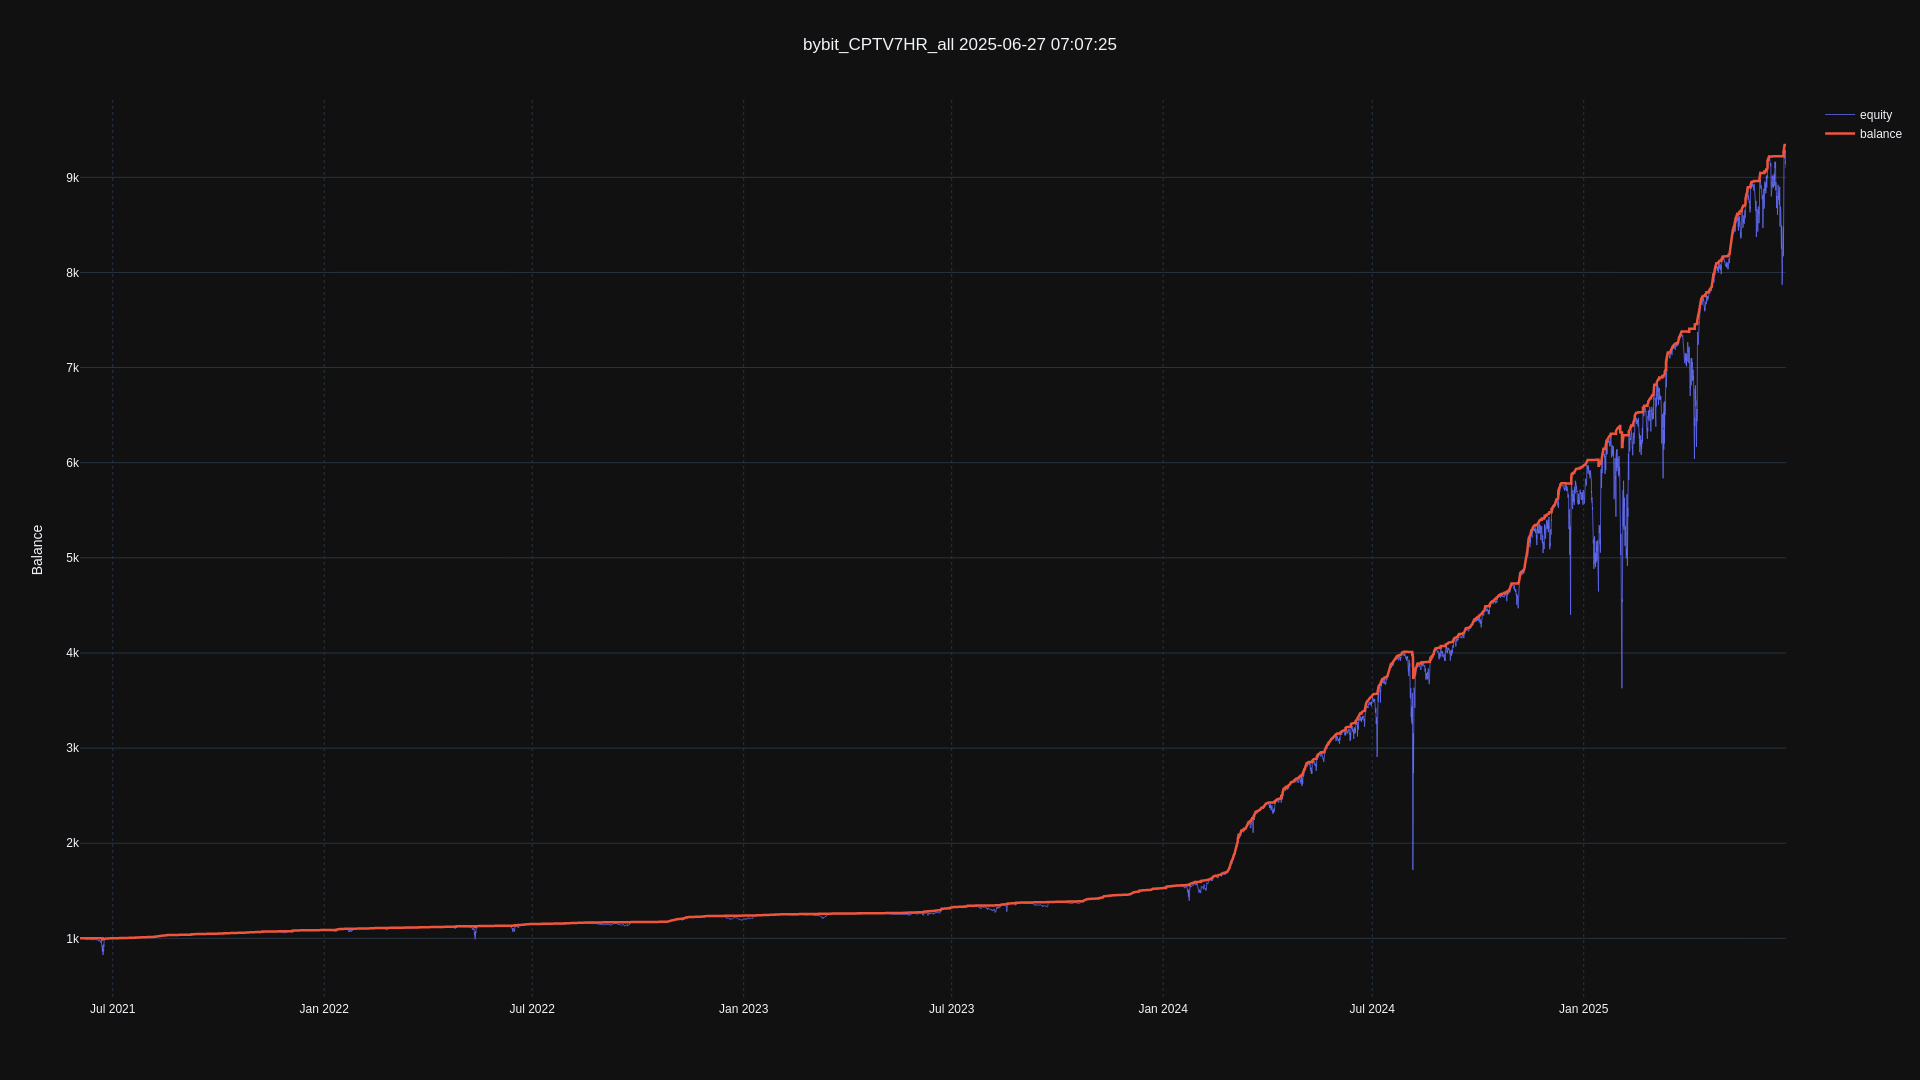 bybit_CPTV7HR_all 2025-06-27 07:07:25
equity
balance
9k
8k
7k
6k
5k
4k
3k
2k
1k
Balance
Jul 2021
Jan 2022
Jul 2022
Jan 2023
Jul 2023
Jan 2024
Jul 2024
Jan 2025